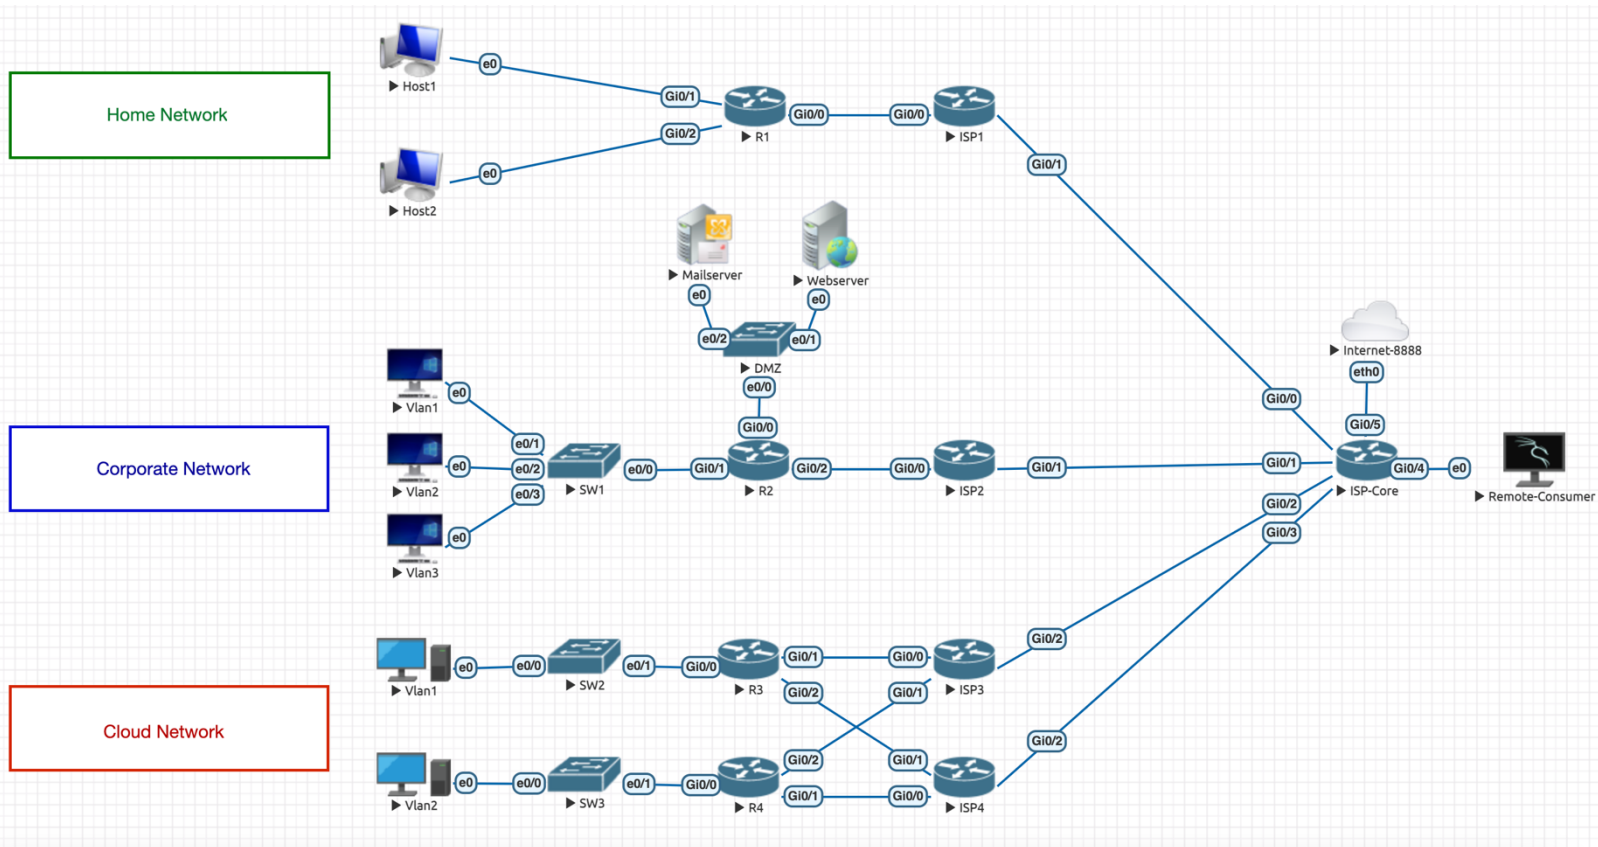 Host1
e0
Gi0/1
Home Network
R1
Gi0/0
Gi0/0
ISP1
Gi0/2
e0
Host2
Gi0/1
Mailserver
Webserver
e0
e0
e0/2
e0/1
DMZ
e0/0
Gi0/0
Internet-8888
eth0
Gi0/5
Gi0/0
Vlan1
e0
e0/1
Corporate Network
Vlan2
e0
e0/2
e0/3
SW1
e0/0
Gi0/1
R2
Gi0/2
Gi0/0
ISP2
Gi0/1
Gi0/1
ISP-Core
Gi0/4
e0
Remote-Consumer
Gi0/2
Gi0/3
e0
Vlan3
Vlan1
e0
e0/0
SW2
e0/1
Gi0/0
R3
Gi0/1
Gi0/0
ISP3
Gi0/2
Gi0/2
Gi0/1
Cloud Network
Gi0/2
Gi0/1
Gi0/2
Vlan2
e0
e0/0
SW3
e0/1
Gi0/0
R4
Gi0/1
Gi0/0
ISP4